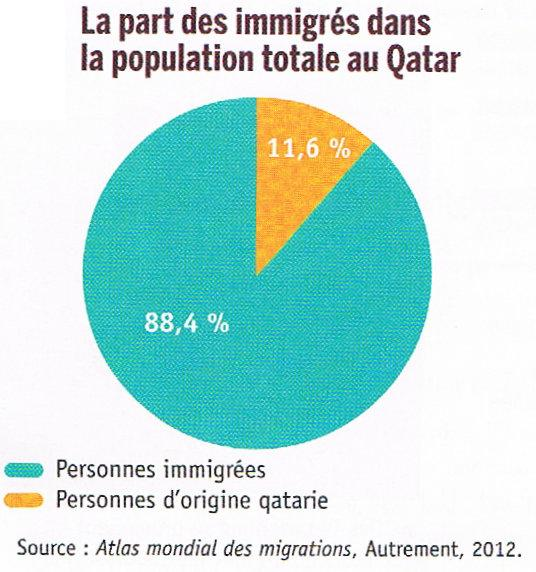 La part des immigrés dans
la population totale au Qatar
11,6 %
88,4 %
Personnes immigrées
Personnes d'origine qatarie
Source : Atlas mondial des migrations, Autrement, 2012.